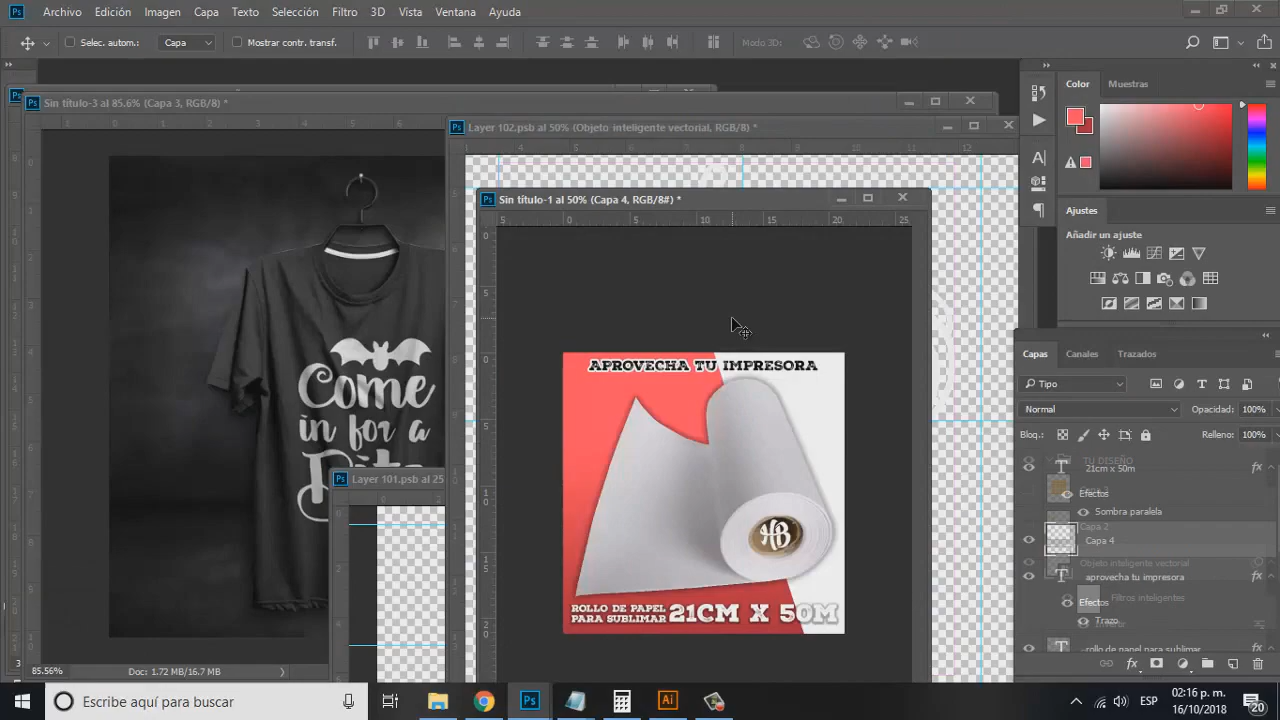 Archivo Edición Imagen Capa Texto Selección Filtro 3D Vista Ventana Ayuda
Selec. autom.: Capa Mostrar contr. transf. Modo 3D:
Sin título-3 al 85.6% (Capa 3, RGB/8) *
Layer 102.psb al 50% (Objeto inteligente vectorial, RGB/8) *
Sin título-1 al 50% (Capa 4, RGB/8#) *
Come
in for a
Bite
Layer 101.psb al 25
APROVECHA TU IMPRESORA
HB
ROLLO DE PAPEL
PARA SUBLIMAR
21CM X 50M
85.56% Doc: 1.72 MB/16.7 MB
Color Muestras
Ajustes
Añadir un ajuste
Capas Canales Trazados
Tipo
Normal Opacidad: 100%
Bloq.: Relleno: 100%
TU DISEÑO
21cm x 50m
Efectos
Sombra paralela
Capa 2
Capa 4
Objeto inteligente vectorial
aprovecha tu impresora
Filtros inteligentes
Efectos
Trazo
rollo de papel para sublimar
Escribe aquí para buscar
ESP
02:16 p. m.
16/10/2018
20